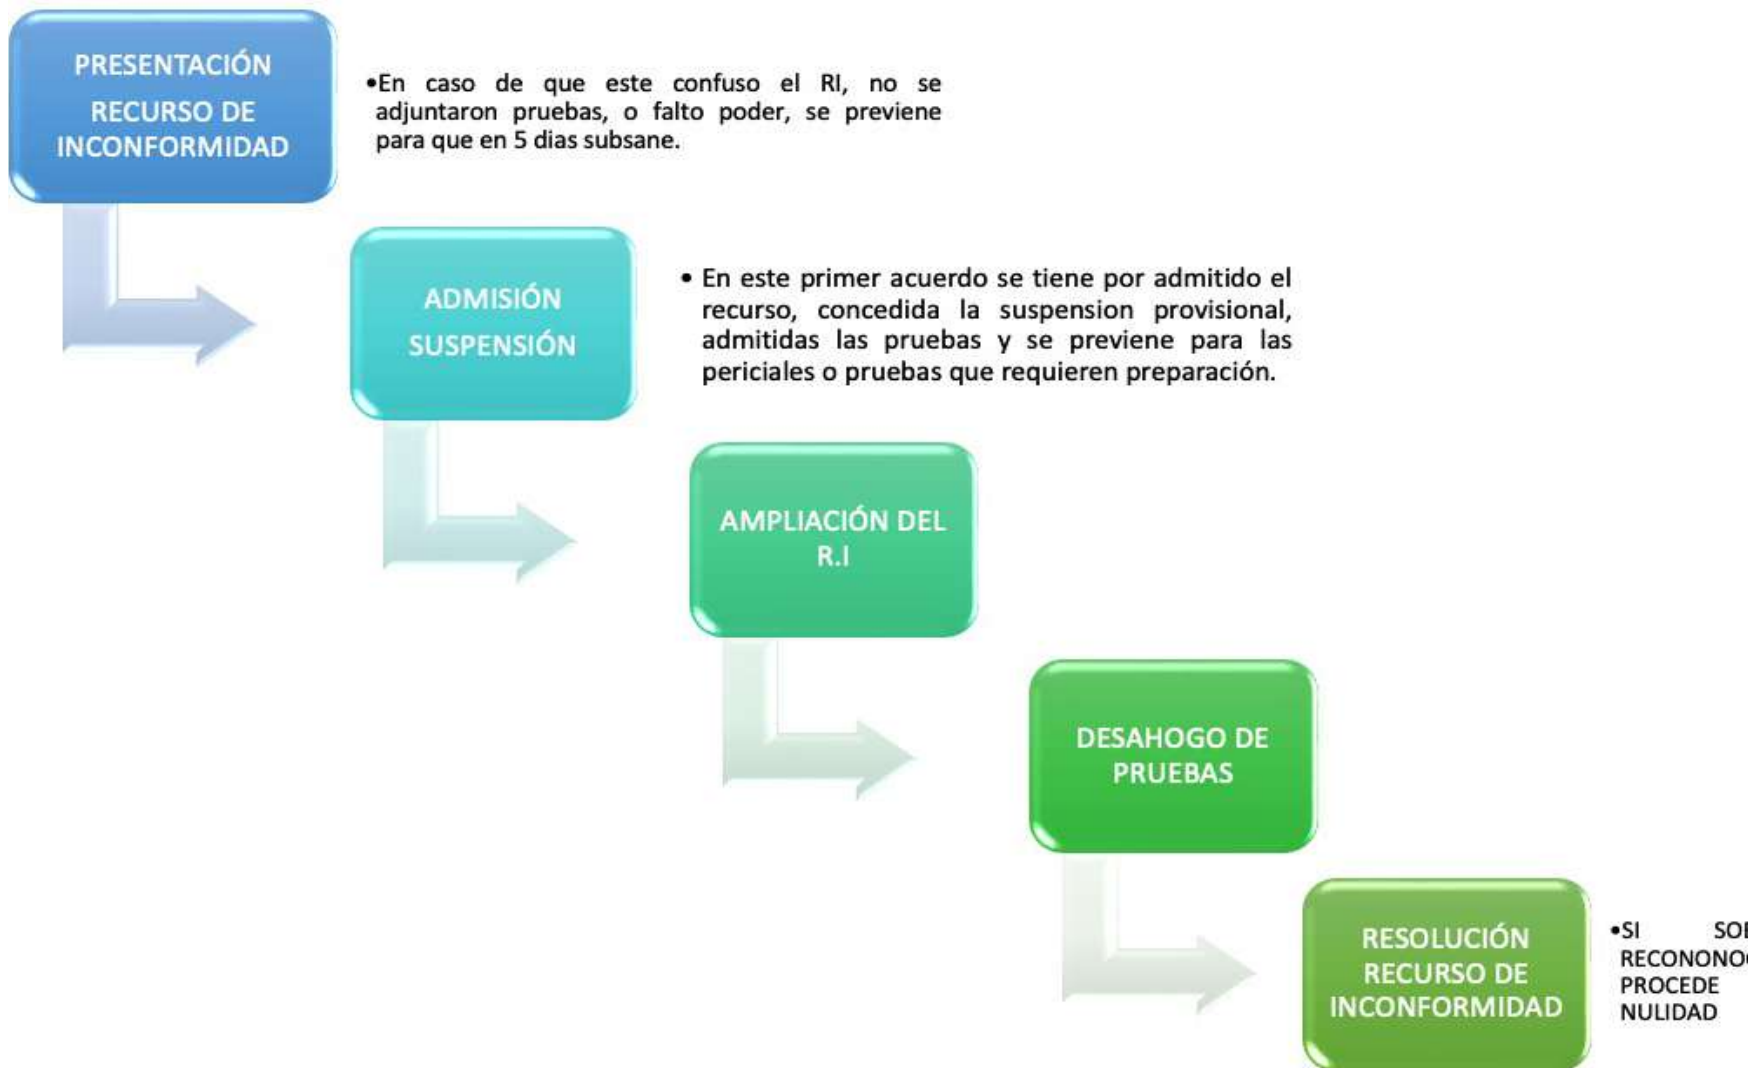 PRESENTACIÓN
RECURSO DE
INCONFORMIDAD
•En caso de que este confuso el RI, no se
adjuntaron pruebas, o falto poder, se previene
para que en 5 dias subsane.
ADMISIÓN
SUSPENSIÓN
• En este primer acuerdo se tiene por admitido el
recurso, concedida la suspension provisional,
admitidas las pruebas y se previene para las
periciales o pruebas que requieren preparación.
AMPLIACIÓN DEL
R.I
DESAHOGO DE
PRUEBAS
RESOLUCIÓN
RECURSO DE
INCONFORMIDAD
•SI
PROCEDE
NULIDAD